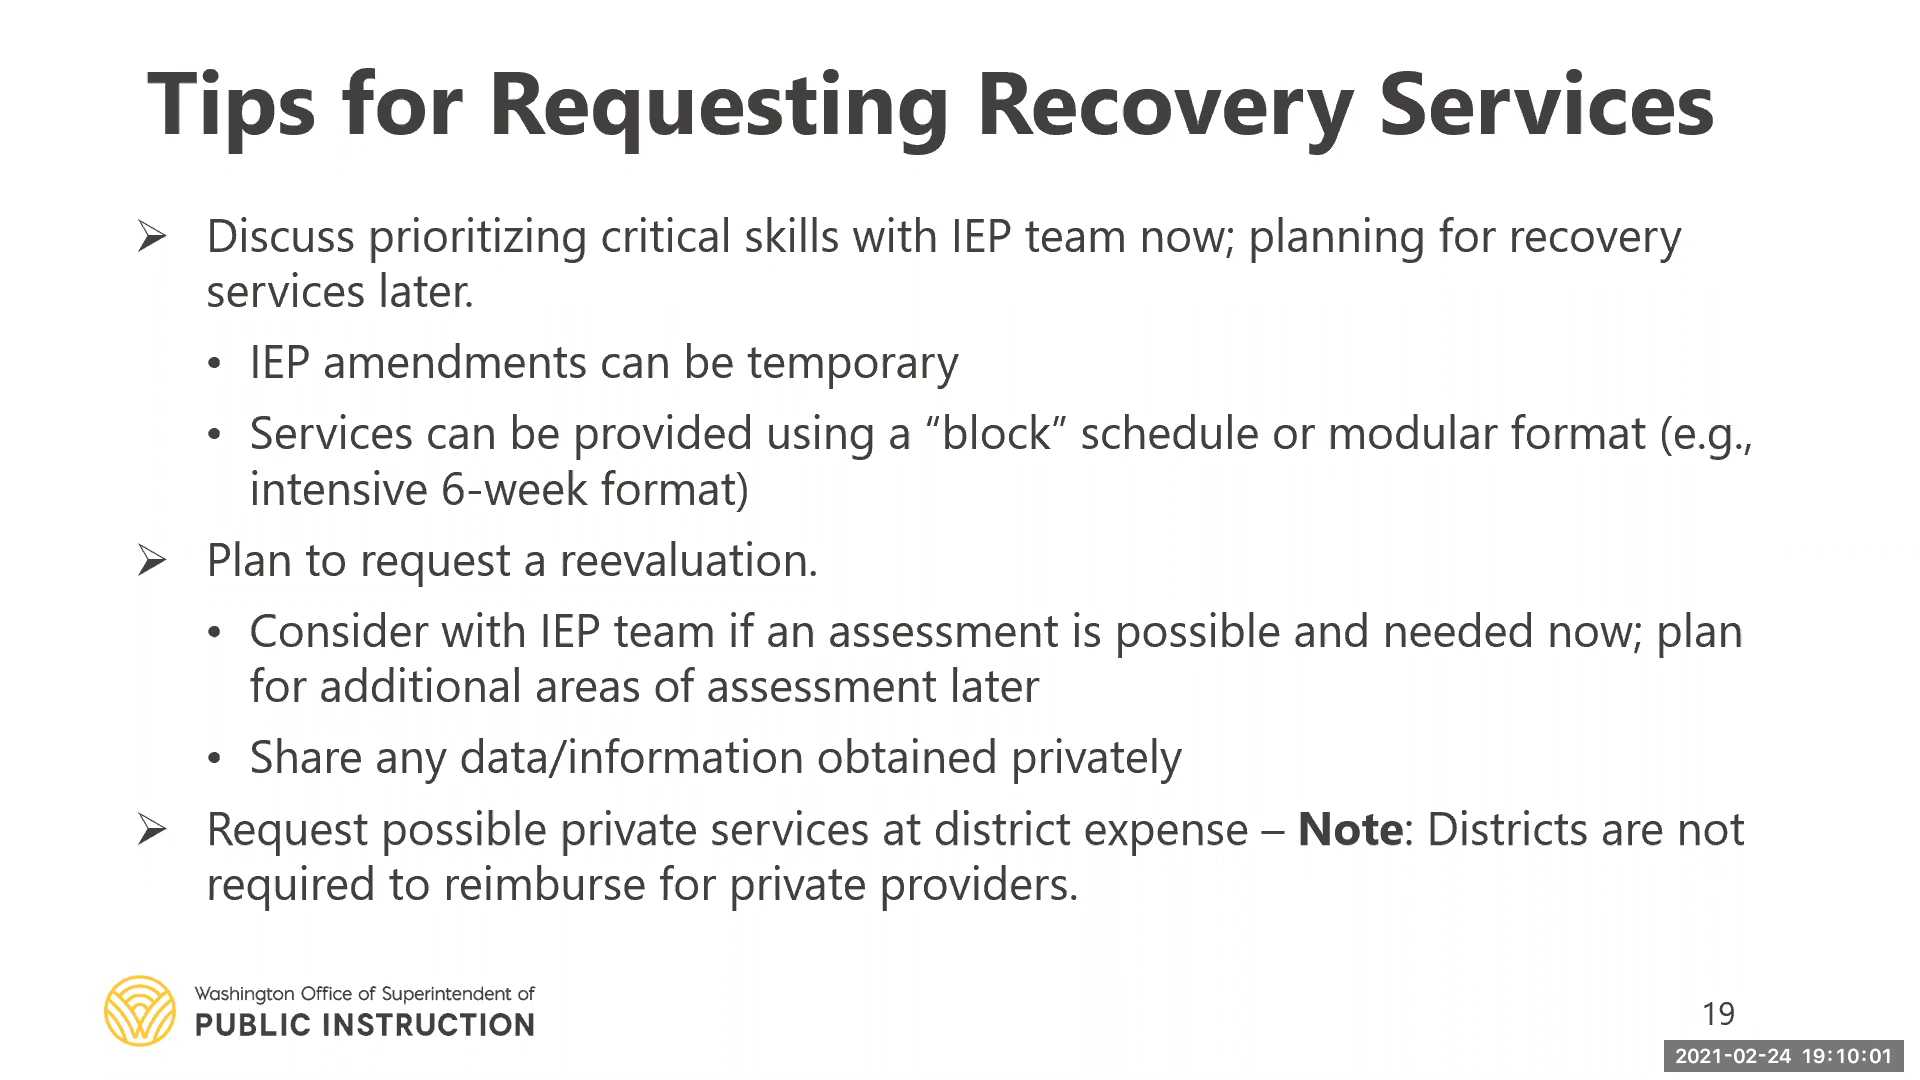 Tips for Requesting Recovery Services
➢ Discuss prioritizing critical skills with IEP team now; planning for recovery
services later.
• IEP amendments can be temporary
• Services can be provided using a “block” schedule or modular format (e.g.,
intensive 6-week format)
➢ Plan to request a reevaluation.
• Consider with IEP team if an assessment is possible and needed now; plan
for additional areas of assessment later
• Share any data/information obtained privately
➢ Request possible private services at district expense – Note: Districts are not
required to reimburse for private providers.
Washington Office of Superintendent of
PUBLIC INSTRUCTION
19
2021-02-24 19:10:01